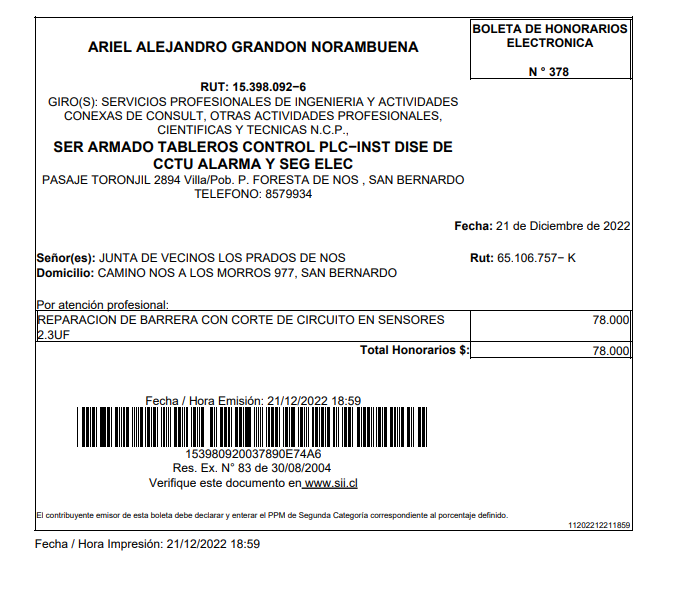 BOLETA DE HONORARIOS
ELECTRONICA
N ° 378
ARIEL ALEJANDRO GRANDON NORAMBUENA
RUT: 15.398.092−6
GIRO(S): SERVICIOS PROFESIONALES DE INGENIERIA Y ACTIVIDADES
CONEXAS DE CONSULT, OTRAS ACTIVIDADES PROFESIONALES,
CIENTIFICAS Y TECNICAS N.C.P.,
SER ARMADO TABLEROS CONTROL PLC−INST DISE DE
CCTU ALARMA Y SEG ELEC
PASAJE TORONJIL 2894 Villa/Pob. P. FORESTA DE NOS , SAN BERNARDO
TELEFONO: 8579934
Fecha: 21 de Diciembre de 2022
Señor(es): JUNTA DE VECINOS LOS PRADOS DE NOS Rut: 65.106.757− K
Domicilio: CAMINO NOS A LOS MORROS 977, SAN BERNARDO
Por atención profesional:
REPARACION DE BARRERA CON CORTE DE CIRCUITO EN SENSORES 78.000
2.3UF
Total Honorarios $: 78.000
Fecha / Hora Emisión: 21/12/2022 18:59
153980920037890E74A6
Res. Ex. N° 83 de 30/08/2004
Verifique este documento en www.sii.cl
El contribuyente emisor de esta boleta debe declarar y enterar el PPM de Segunda Categoría correspondiente al porcentaje definido.
11202212211859
Fecha / Hora Impresión: 21/12/2022 18:59